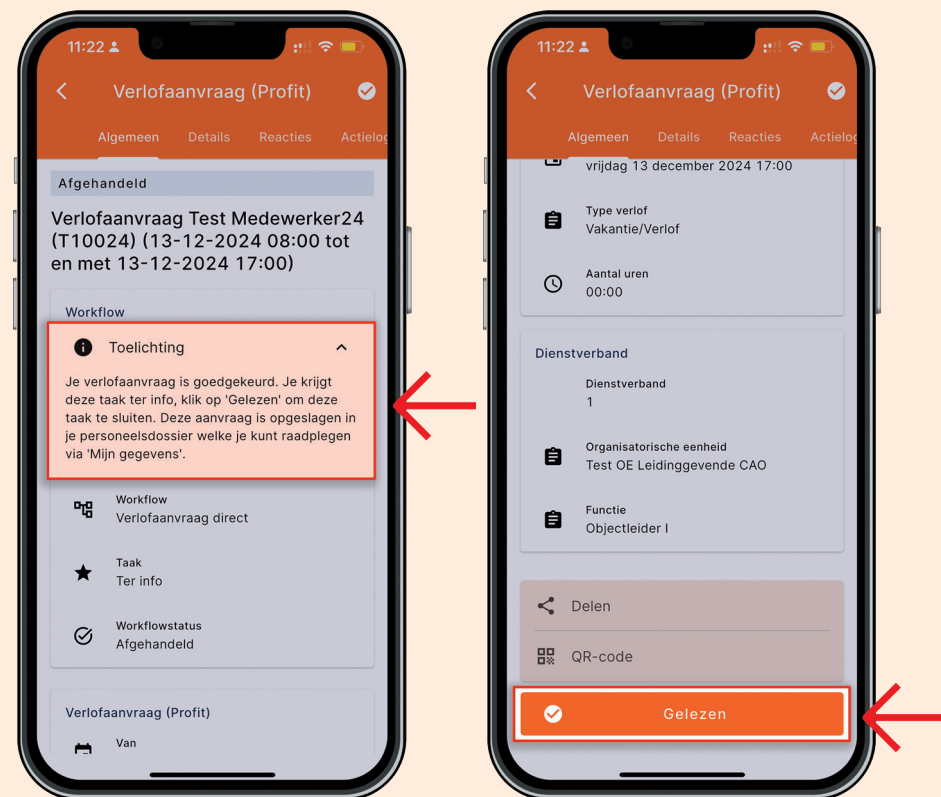 11:22
Verlofaanvraag (Profit)
Algemeen Details Reacties Actielog
Afgehandeld
Verlofaanvraag Test Medewerker24
(T10024) (13-12-2024 08:00 tot
en met 13-12-2024 17:00)
Workflow
Toelichting
Je verlofaanvraag is goedgekeurd. Je krijgt
deze taak ter info, klik op 'Gelezen' om deze
taak te sluiten. Deze aanvraag is opgeslagen in
je personeelsdossier welke je kunt raadplegen
via 'Mijn gegevens'.
Workflow
Verlofaanvraag direct
Taak
Ter info
Workflowstatus
Afgehandeld
Verlofaanvraag (Profit)
Van
11:22
Verlofaanvraag (Profit)
Algemeen Details Reacties Actielog
vrijdag 13 december 2024 17:00
Type verlof
Vakantie/Verlof
Aantal uren
00:00
Dienstverband
Dienstverband
1
Organisatorische eenheid
Test OE Leidinggevende CAO
Functie
Objectleider I
Delen
QR-code
Gelezen